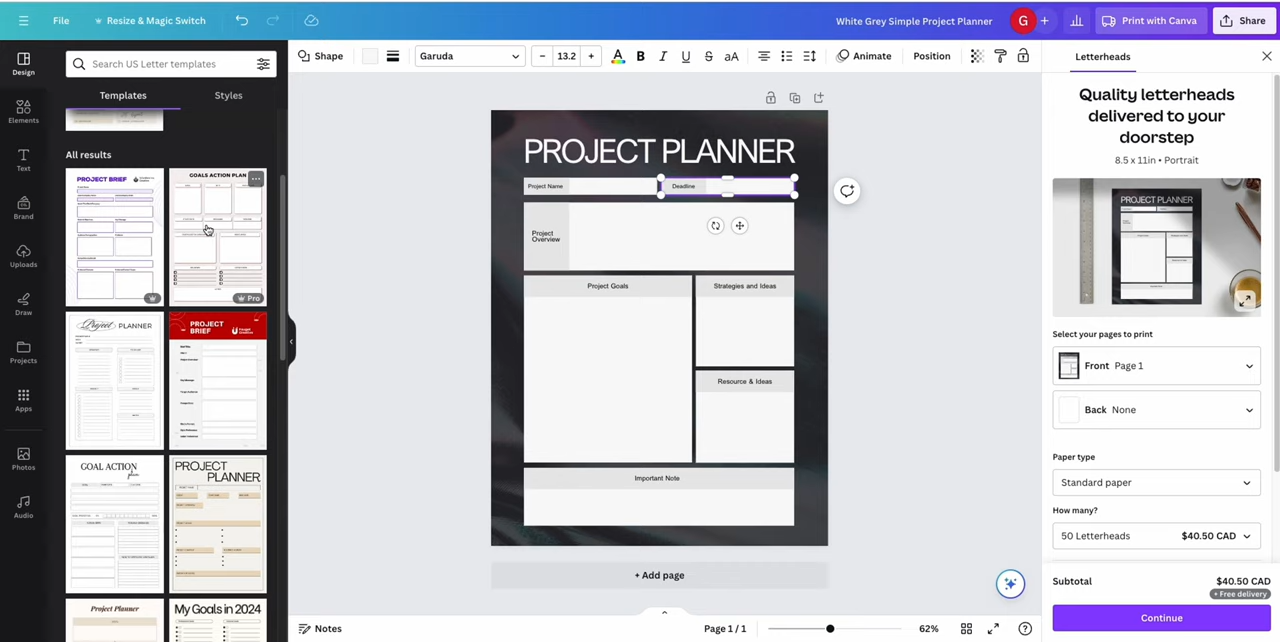 File
Resize & Magic Switch
White Grey Simple Project Planner
G
+
Print with Canva
Share
Design
Elements
Text
Brand
Uploads
Draw
Projects
Apps
Photos
Audio
Search US Letter templates
Templates
Styles
All results
PROJECT BRIEF
GOALS ACTION PLAN
Pro
Project PLANNER
PROJECT
BRIEF
GOAL ACTION
plan
PROJECT
PLANNER
Project Planner
My Goals in 2024
Shape
Garuda
− 13.2 +
A
B
I
U
S
aA
Animate
Position
PROJECT PLANNER
Project Name
Deadline
Project
Overview
Project Goals
Strategies and Ideas
Resource & Ideas
Important Note
+ Add page
Notes
Page 1 / 1
62%
Letterheads
Quality letterheads
delivered to your
doorstep
8.5 x 11in • Portrait
PROJECT PLANNER
Select your pages to print
Front Page 1
Back None
Paper type
Standard paper
How many?
50 Letterheads $40.50 CAD
Subtotal $40.50 CAD
+ Free delivery
Continue